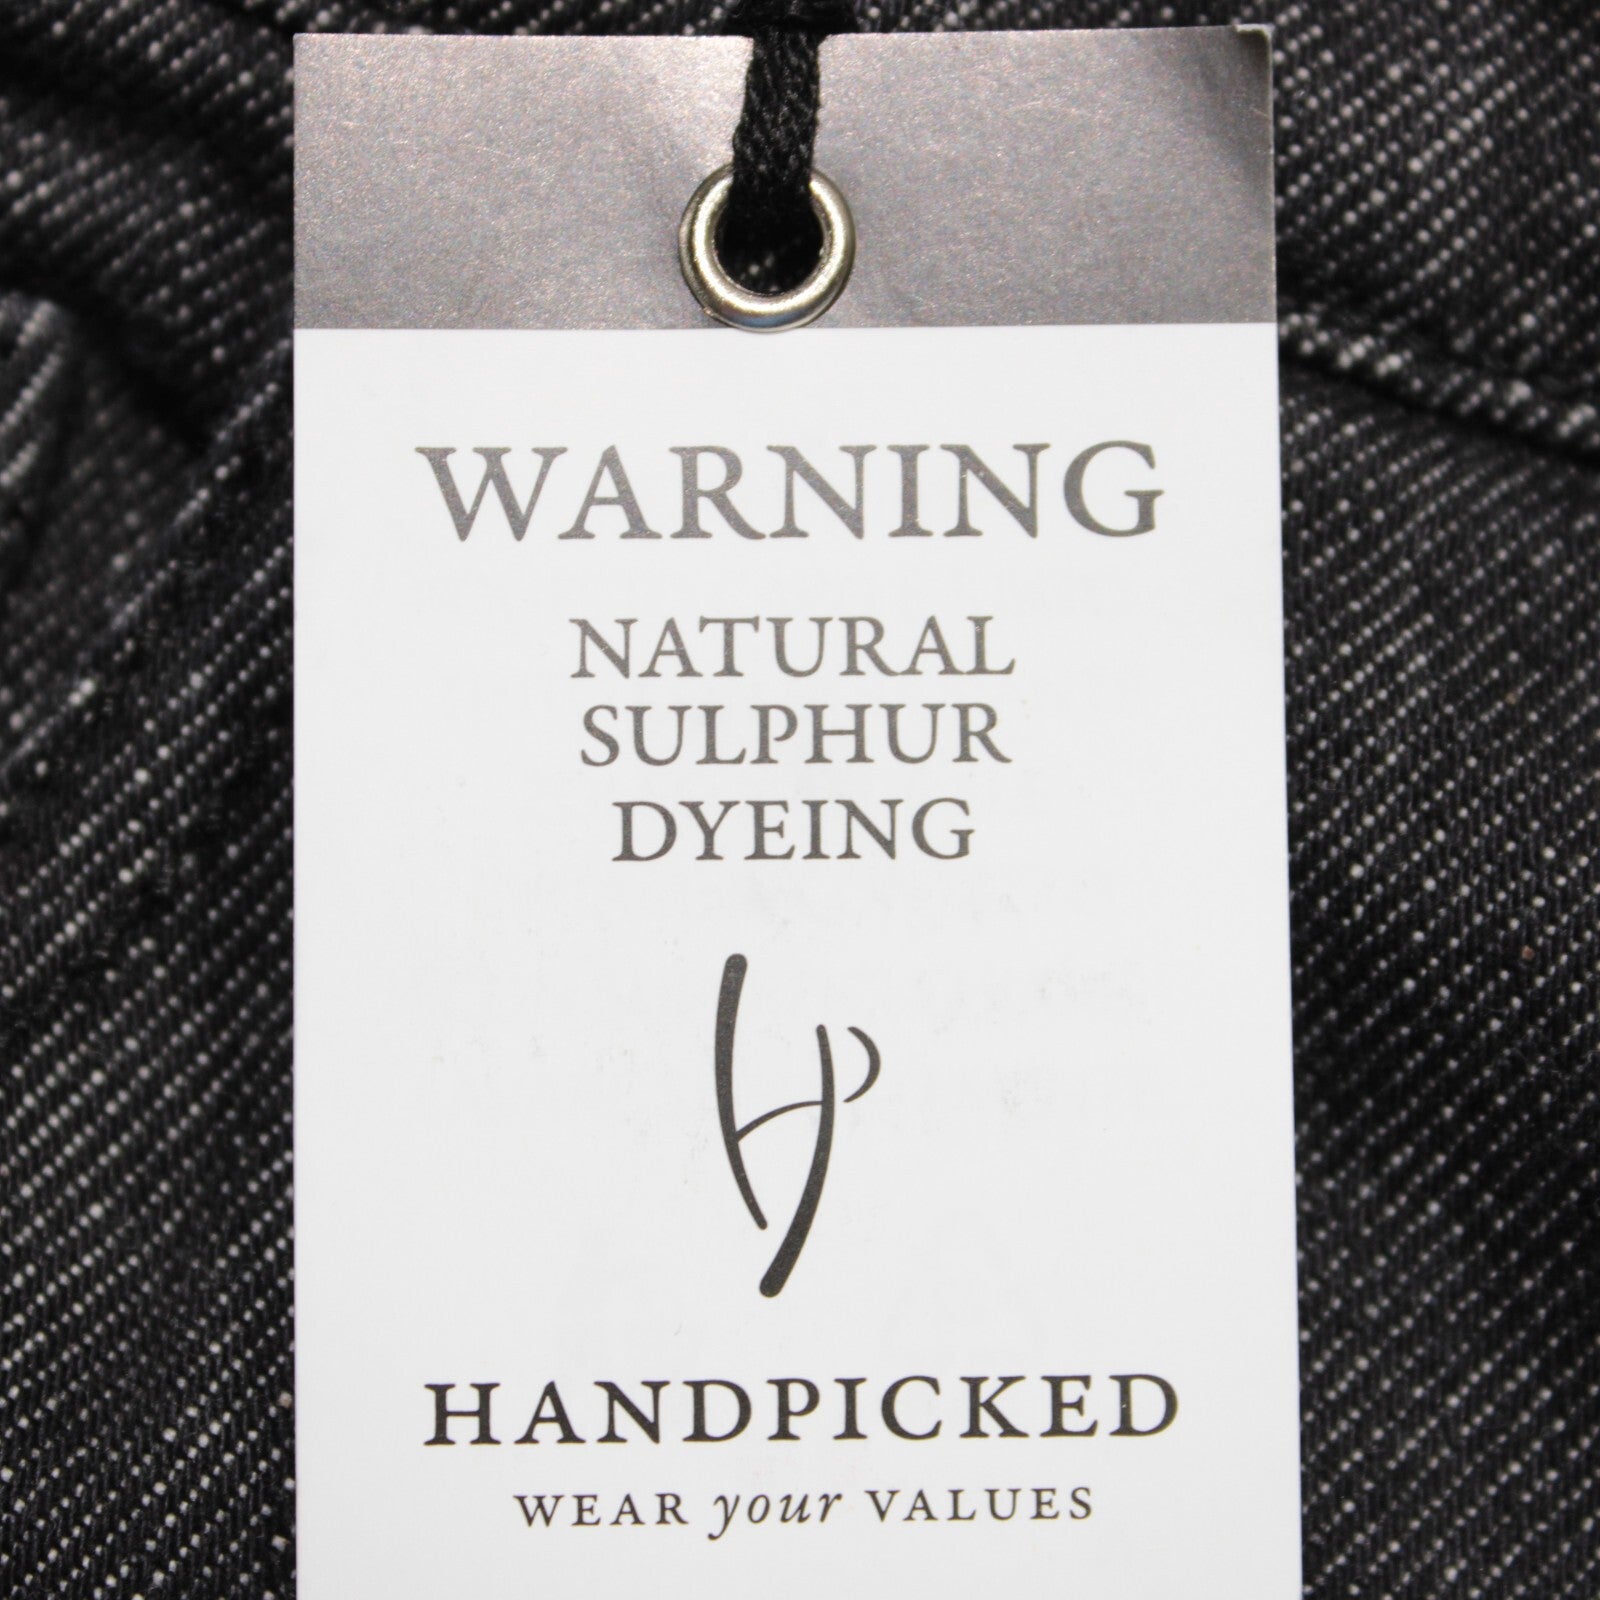 WARNING
NATURAL
SULPHUR
DYEING
HANDPICKED
WEAR your VALUES